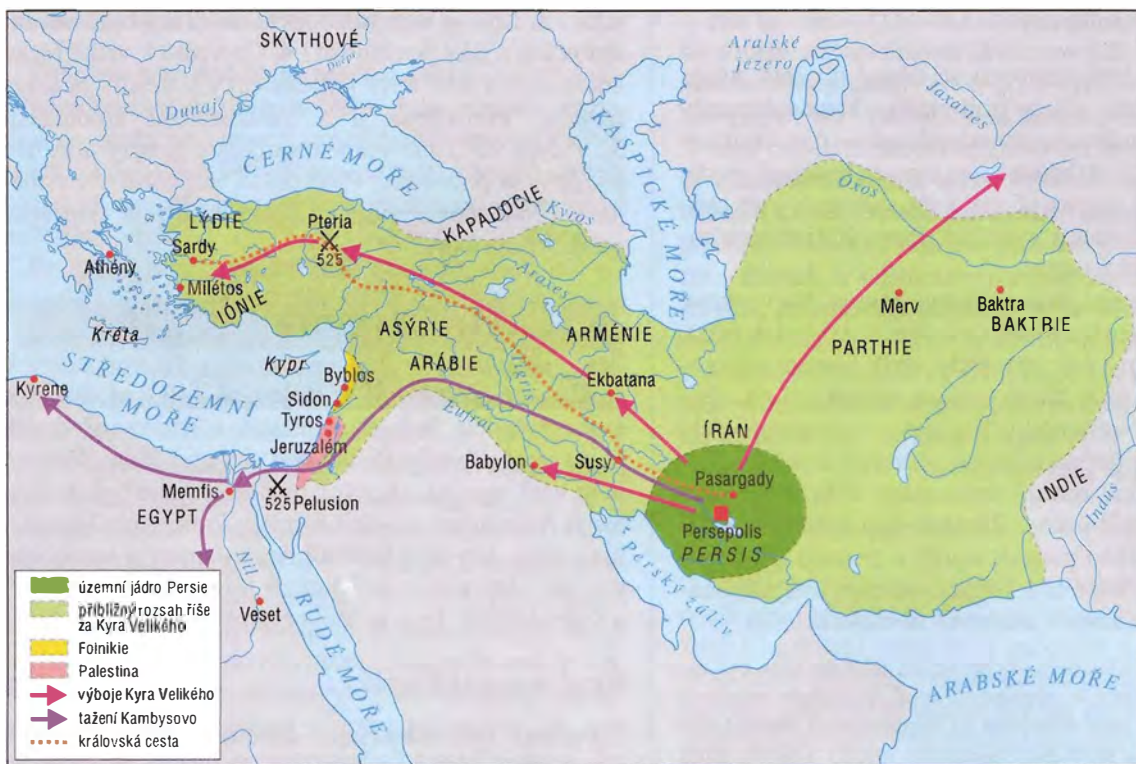 SKYTHOVÉ
Dněpr
Dunaj
Aralské
jezero
Jaxartes
ČERNÉ MOŘE
KASPICKÉ MOŘE
Oxos
LÝDIE
Pteria
KAPADOCIE
Kyros
Sardy
525
Athény
Milétos
IÓNIE
Araxes
Merv
Baktra
BAKTRIE
Kréta
ASÝRIE
ARMÉNIE
PARTHIE
Kypr
ARÁBIE
Byblos
Tigris
Ekbatana
Kyrene
STŘEDOZEMNÍ
MOŘE
Sidon
Tyros
Eufrat
ÍRÁN
Jeruzalém
Babylon
Susy
Pasargady
INDIE
Indus
Memfis
525 Pelusion
EGYPT
Persepolis
PERSIS
Nil
Perský záliv
Veset
RUDÉ MOŘE
ARABSKÉ MOŘE
územní jádro Persie
přibližný rozsah říše
za Kyra Velikého
Foinikie
Palestina
výboje Kyra Velikého
tažení Kambysovo
královská cesta